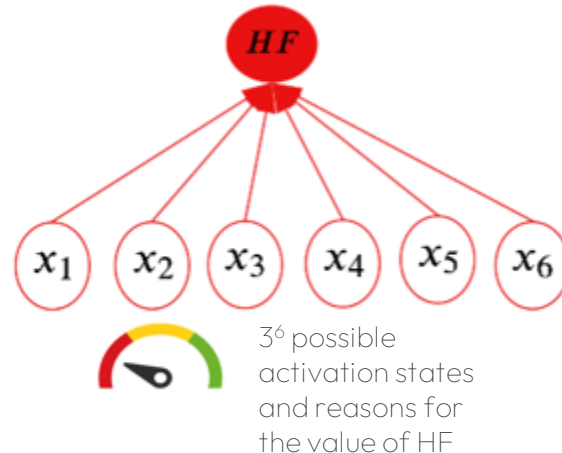 HF
x₁ x₂ x₃ x₄ x₅ x₆
3⁶ possible
activation states
and reasons for
the value of HF